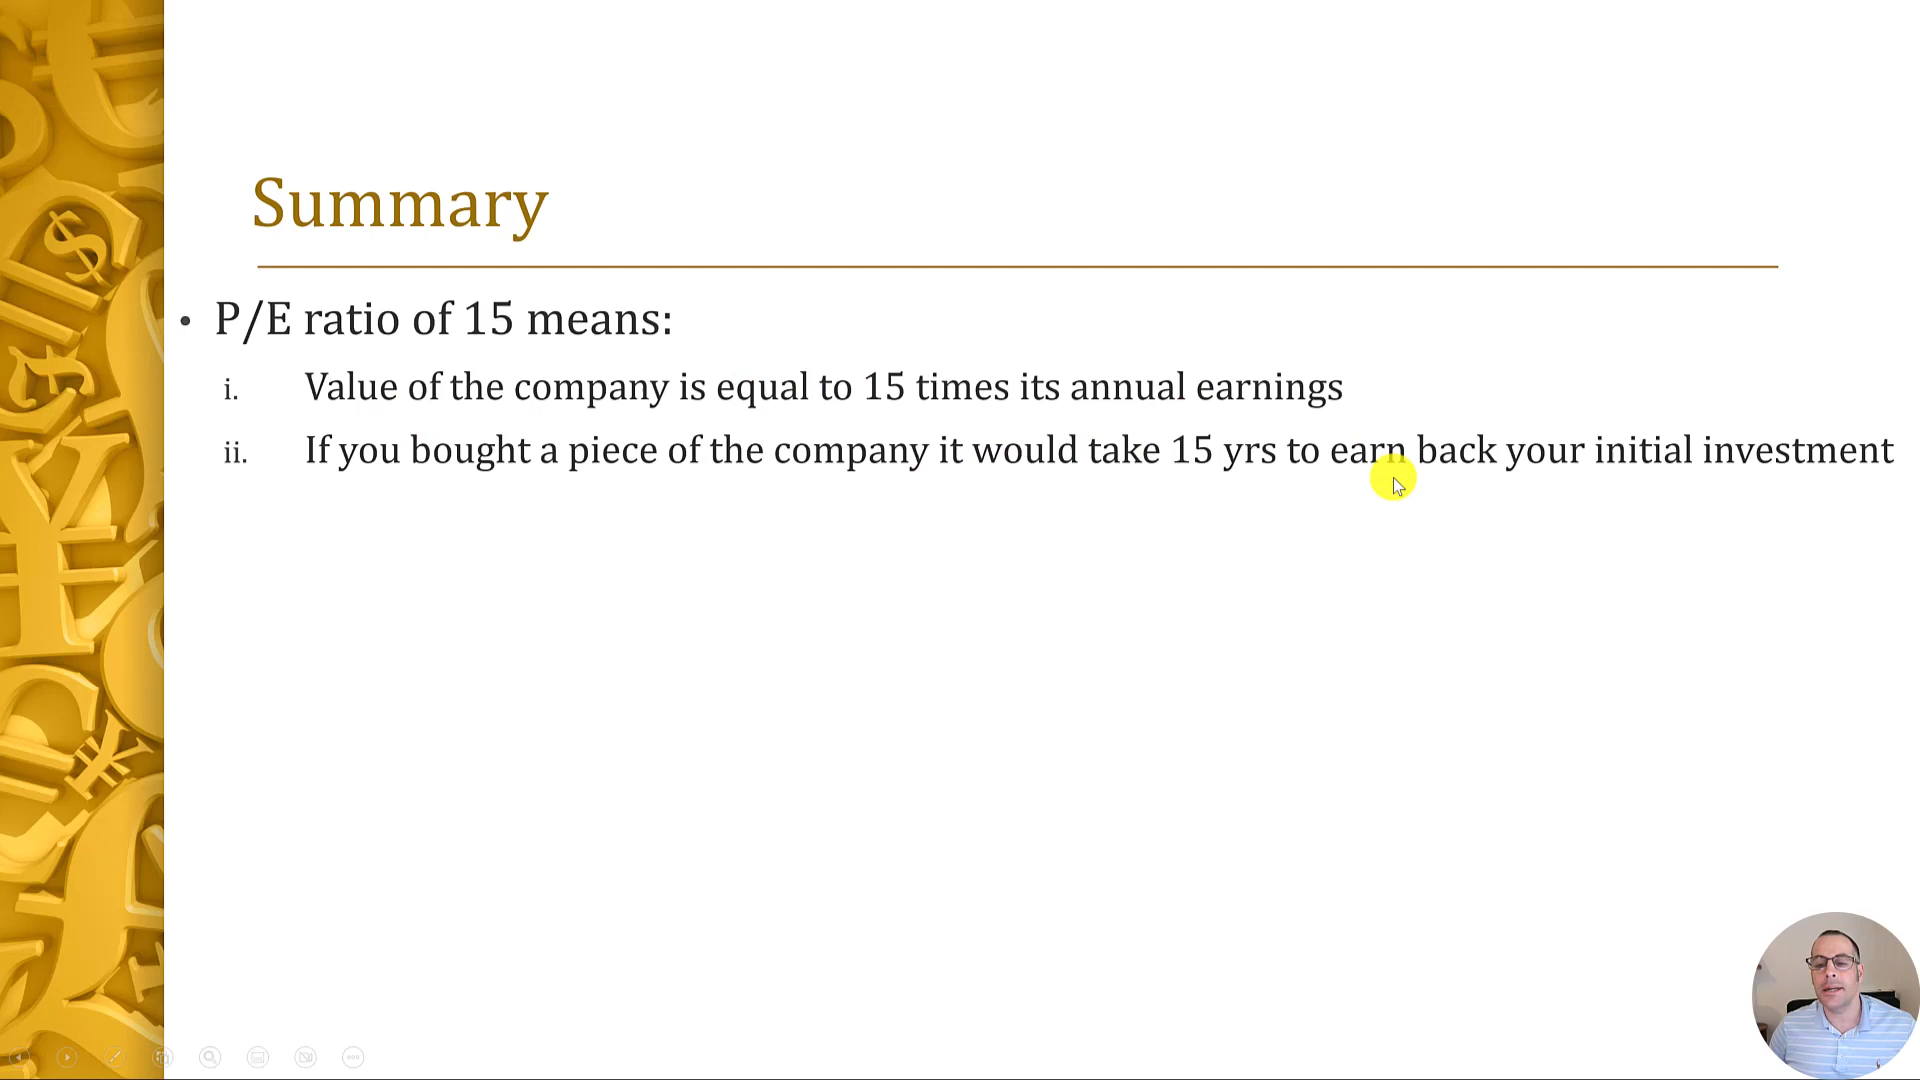 Summary
• P/E ratio of 15 means:
i. Value of the company is equal to 15 times its annual earnings
ii. If you bought a piece of the company it would take 15 yrs to earn back your initial investment